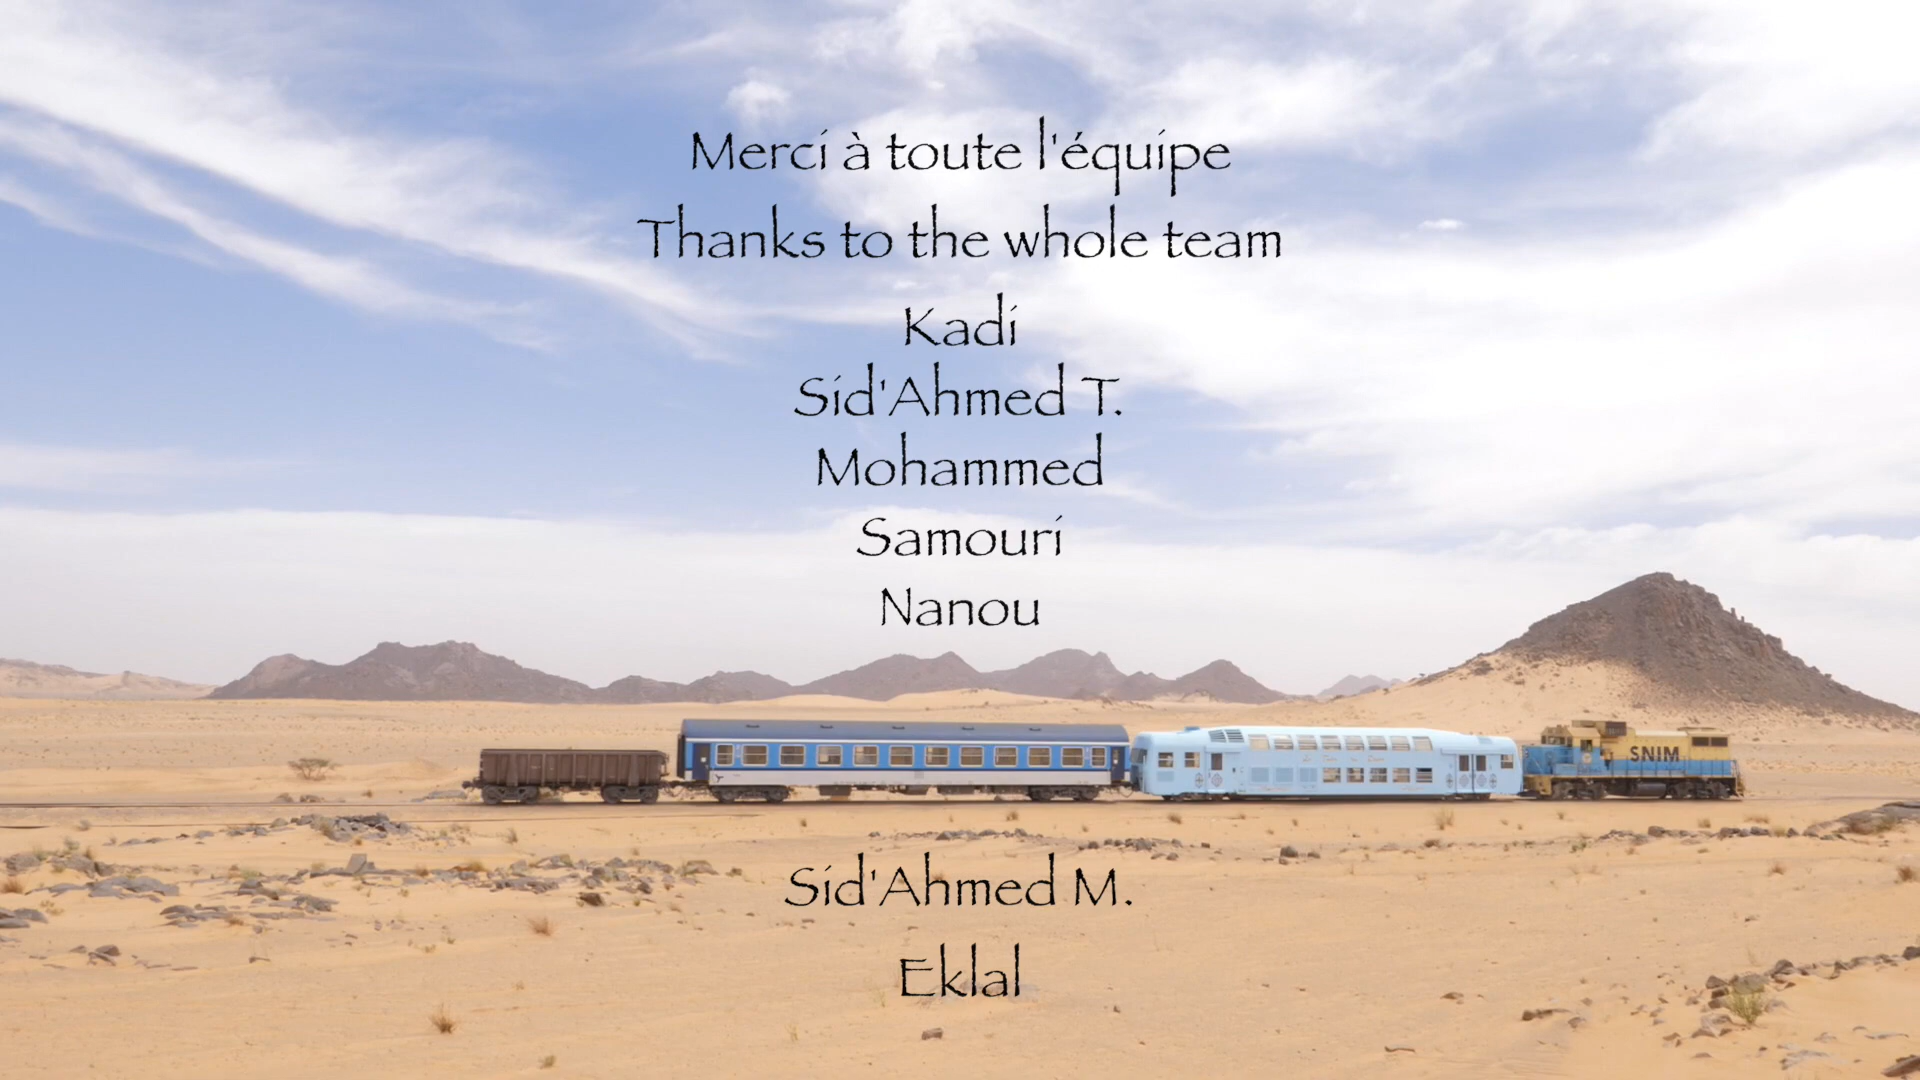 Merci à toute l'équipe
Thanks to the whole team
Kadi
Sid'Ahmed T.
Mohammed
Samouri
Nanou
SNIM
Sid'Ahmed M.
Eklal